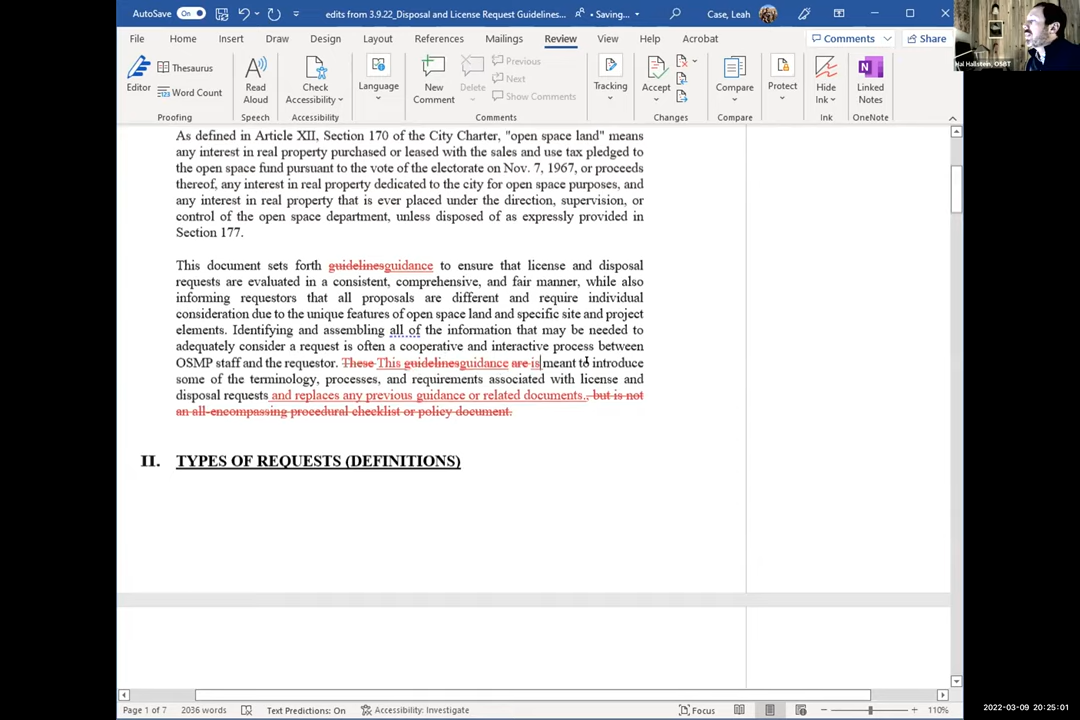 AutoSave On edits from 3.9.22_Disposal and License Request Guidelines... Saving... Case, Leah
File Home Insert Draw Design Layout References Mailings Review View Help Acrobat Comments Share
Editor Thesaurus Word Count Read Aloud Check Accessibility Language New Comment Delete Previous Next Show Comments Tracking Accept Compare Protect Hide Ink Linked Notes
Proofing Speech Accessibility Comments Changes Compare Ink OneNote
Hal Hallstein, OSBT
As defined in Article XII, Section 170 of the City Charter, "open space land" means
any interest in real property purchased or leased with the sales and use tax pledged to
the open space fund pursuant to the vote of the electorate on Nov. 7, 1967, or proceeds
thereof, any interest in real property dedicated to the city for open space purposes, and
any interest in real property that is ever placed under the direction, supervision, or
control of the open space department, unless disposed of as expressly provided in
Section 177.
This document sets forth guidelinesguidance to ensure that license and disposal
requests are evaluated in a consistent, comprehensive, and fair manner, while also
informing requestors that all proposals are different and require individual
consideration due to the unique features of open space land and specific site and project
elements. Identifying and assembling all of the information that may be needed to
adequately consider a request is often a cooperative and interactive process between
OSMP staff and the requestor. These This guidelinesguidance are is meant to introduce
some of the terminology, processes, and requirements associated with license and
disposal requests and replaces any previous guidance or related documents., but is not
an all-encompassing procedural checklist or policy document.
II. TYPES OF REQUESTS (DEFINITIONS)
Page 1 of 7 2036 words Text Predictions: On Accessibility: Investigate Focus 110%
2022-03-09 20:25:01